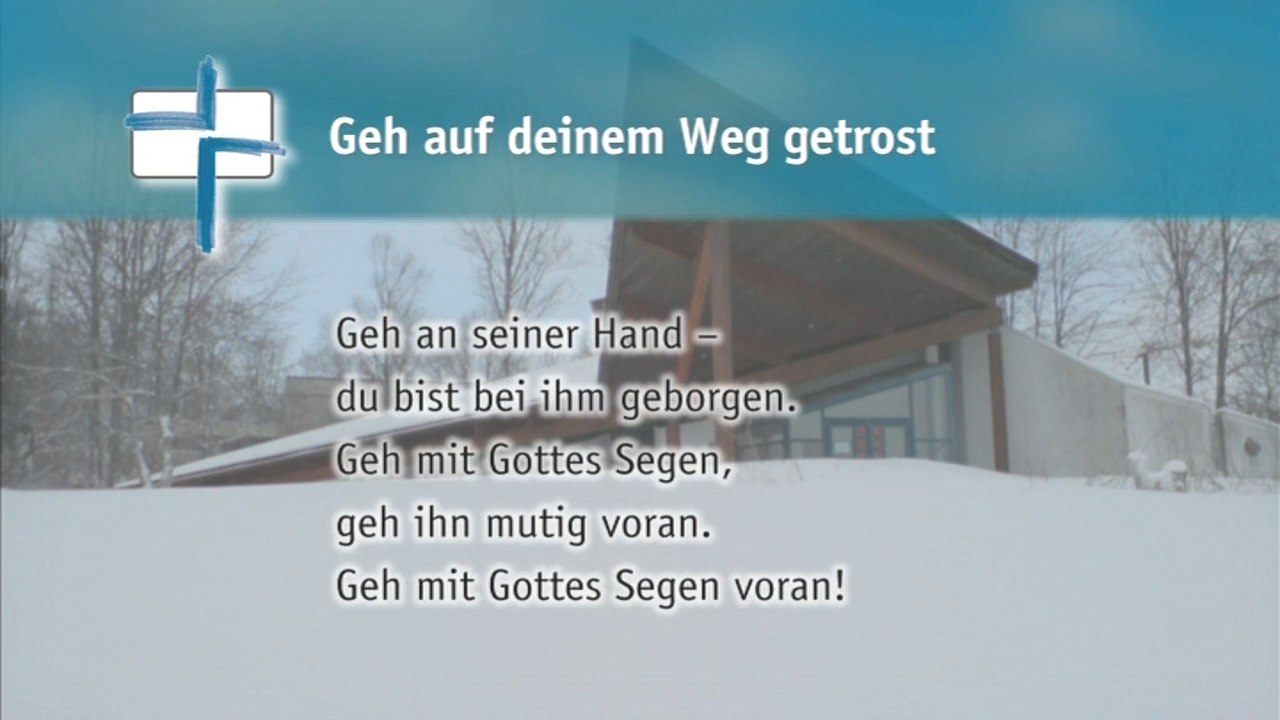 Geh auf deinem Weg getrost
Geh an seiner Hand –
du bist bei ihm geborgen.
Geh mit Gottes Segen,
geh ihn mutig voran.
Geh mit Gottes Segen voran!